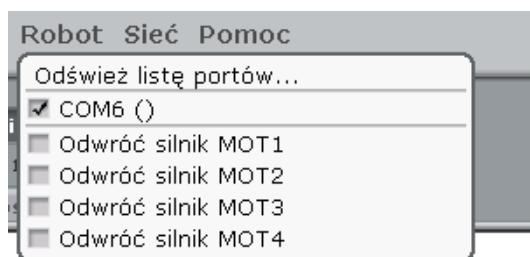 Robot Sieć Pomoc
Odśwież listę portów...
COM6 ()
Odwróć silnik MOT1
Odwróć silnik MOT2
Odwróć silnik MOT3
Odwróć silnik MOT4